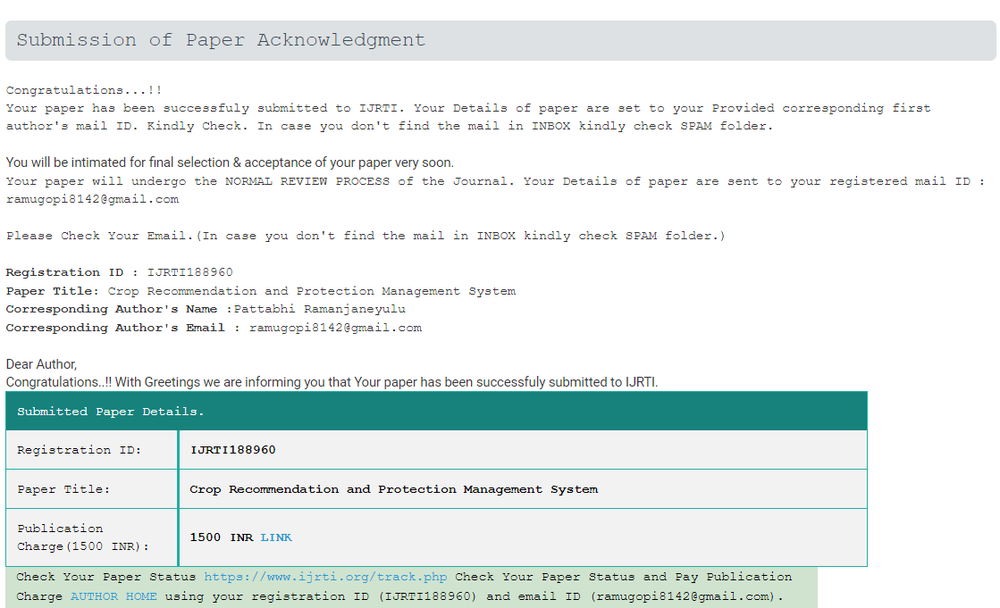 Submission of Paper Acknowledgment
Congratulations...!!
Your paper has been successfuly submitted to IJRTI. Your Details of paper are set to your Provided corresponding first
author's mail ID. Kindly Check. In case you don't find the mail in INBOX kindly check SPAM folder.
You will be intimated for final selection & acceptance of your paper very soon.
Your paper will undergo the NORMAL REVIEW PROCESS of the Journal. Your Details of paper are sent to your registered mail ID :
ramugopi8142@gmail.com
Please Check Your Email.(In case you don't find the mail in INBOX kindly check SPAM folder.)
Registration ID : IJRTI188960
Paper Title: Crop Recommendation and Protection Management System
Corresponding Author's Name :Pattabhi Ramanjaneyulu
Corresponding Author's Email : ramugopi8142@gmail.com
Dear Author,
Congratulations..!! With Greetings we are informing you that Your paper has been successfuly submitted to IJRTI.
Submitted Paper Details.
Registration ID: IJRTI188960
Paper Title: Crop Recommendation and Protection Management System
Publication
Charge(1500 INR): 1500 INR LINK
Check Your Paper Status https://www.ijrti.org/track.php Check Your Paper Status and Pay Publication
Charge AUTHOR HOME using your registration ID (IJRTI188960) and email ID (ramugopi8142@gmail.com).